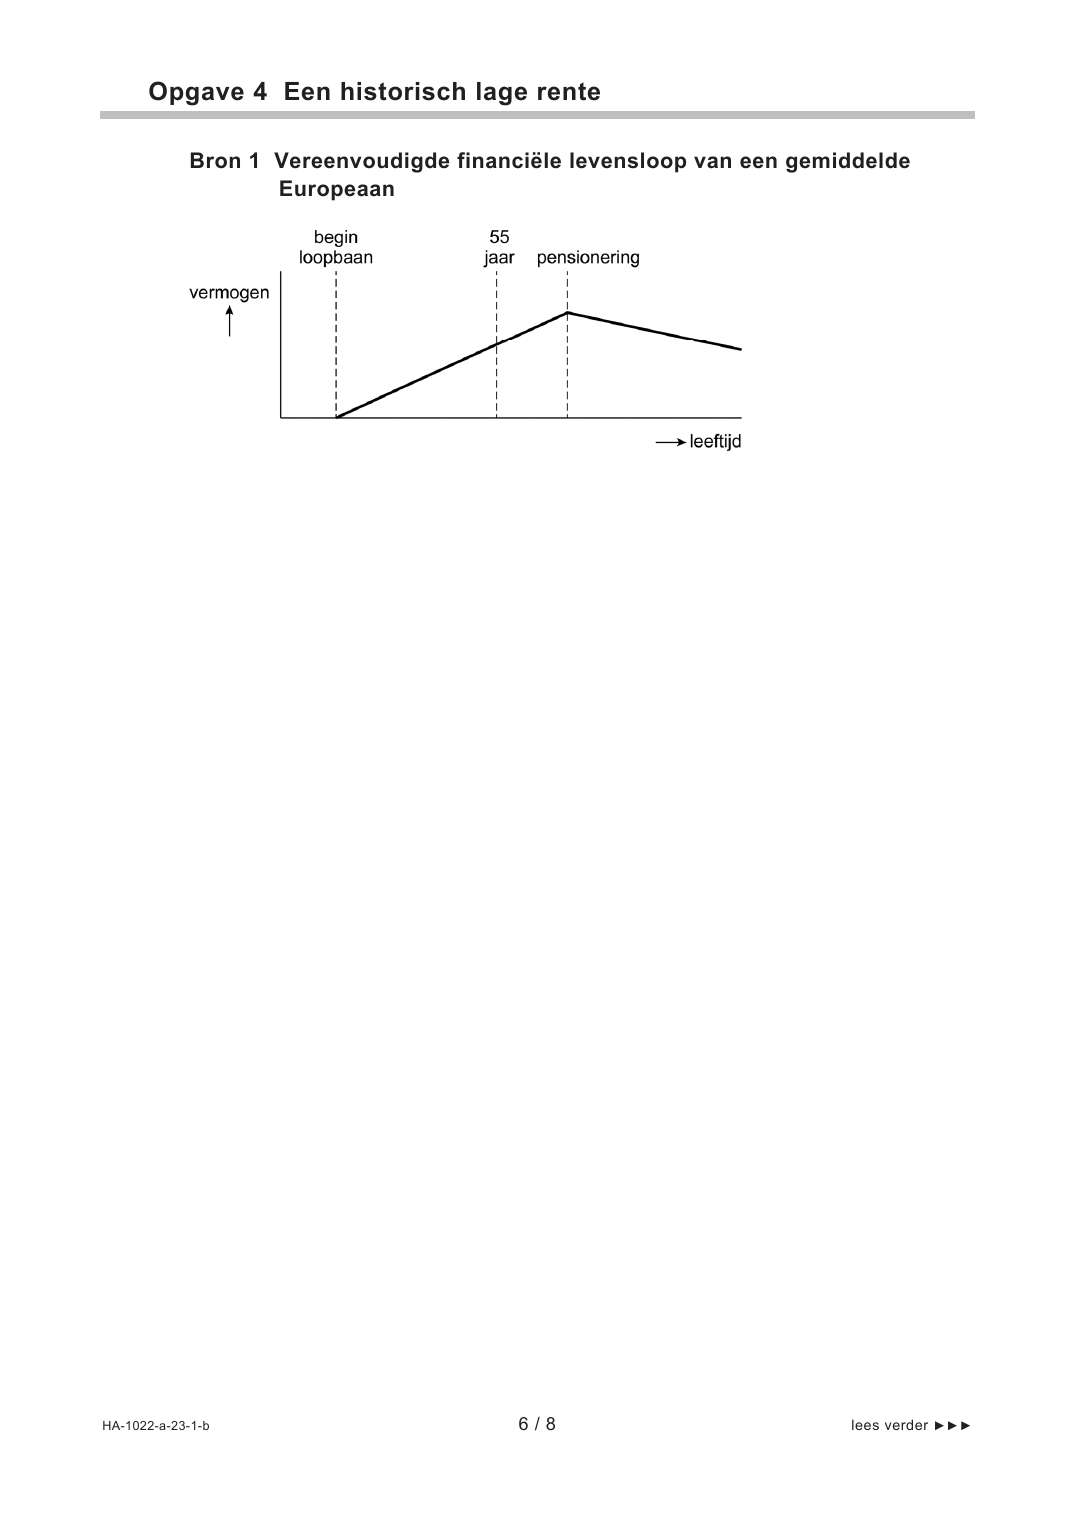 Opgave 4  Een historisch lage rente
Bron 1  Vereenvoudigde financiële levensloop van een gemiddelde
Europeaan
begin
loopbaan
55
jaar
pensionering
vermogen
leeftijd
HA-1022-a-23-1-b
6 / 8
lees verder ►►►